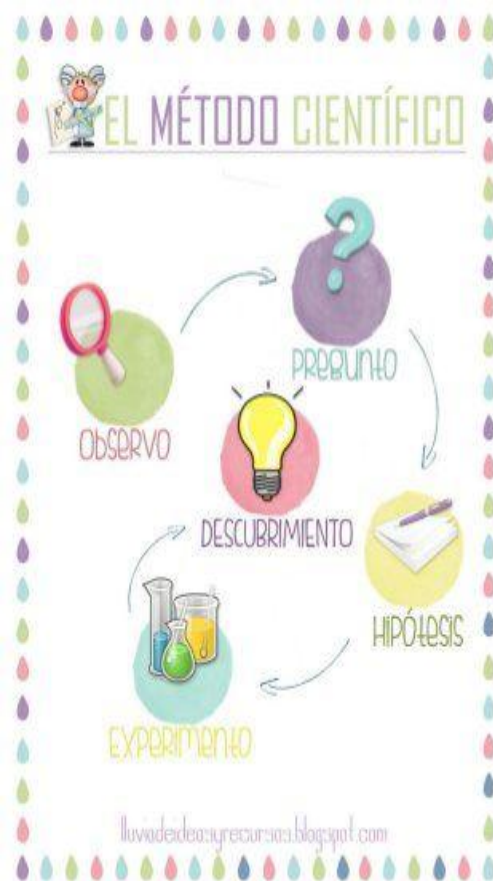 EL MÉTODO CIENTÍFICO
PREGUNTO
OBSERVO
DESCUBRIMIENTO
HIPÓTESIS
EXPERIMENTO
lluviadeideasyrecursos.blogspot.com